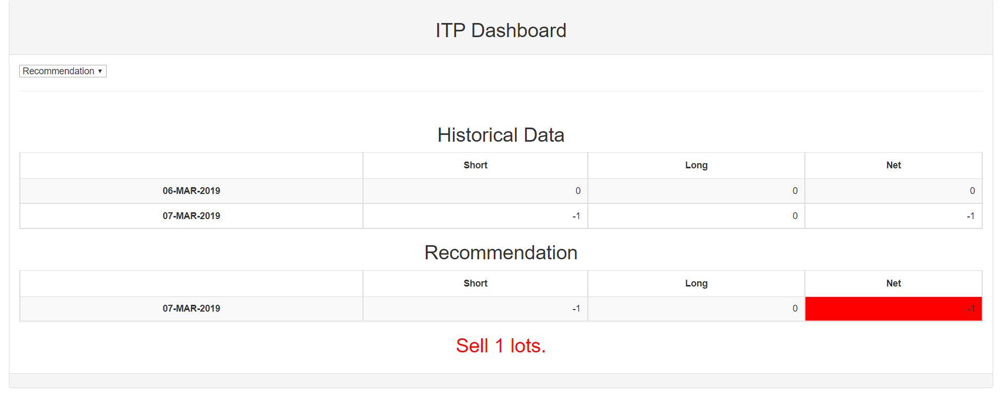 ITP Dashboard
Recommendation ▾
Historical Data
Short Long Net
06-MAR-2019 0 0 0
07-MAR-2019 -1 0 -1
Recommendation
Short Long Net
07-MAR-2019 -1 0 -1
Sell 1 lots.